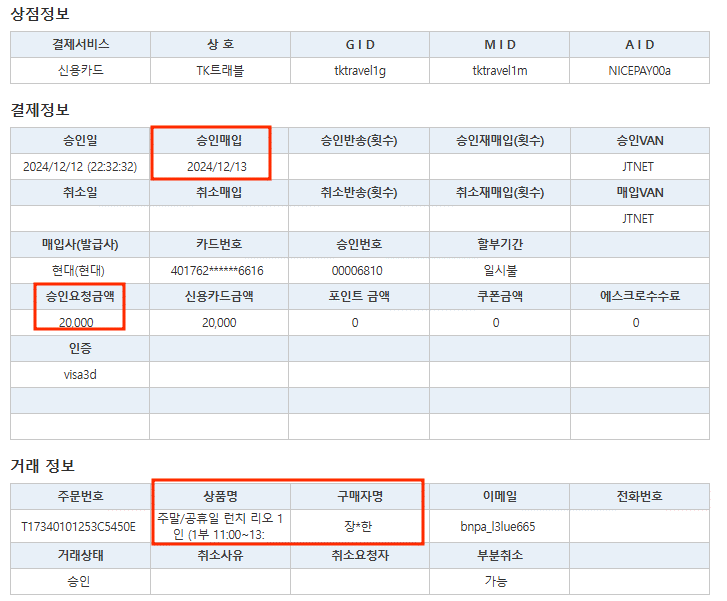 상점정보
결제서비스 상 호 G I D M I D A I D
신용카드 TK트래블 tktravel1g tktravel1m NICEPAY00a
결제정보
승인일 승인매입 승인반송(횟수) 승인재매입(횟수) 승인VAN
2024/12/12 (22:32:32) 2024/12/13 JTNET
취소일 취소매입 취소반송(횟수) 취소재매입(횟수) 매입VAN
JTNET
매입사(발급사) 카드번호 승인번호 할부기간
현대(현대) 401762******6616 00006810 일시불
승인요청금액 신용카드금액 포인트 금액 쿠폰금액 에스크로수수료
20,000 20,000 0 0 0
인증
visa3d
거래 정보
주문번호 상품명 구매자명 이메일 전화번호
T17340101253C5450E 주말/공휴일 런치 리오 1 장*한 bnpa_l3lue665
인 (1부 11:00~13:
거래상태 취소사유 취소요청자 부분취소
승인 가능